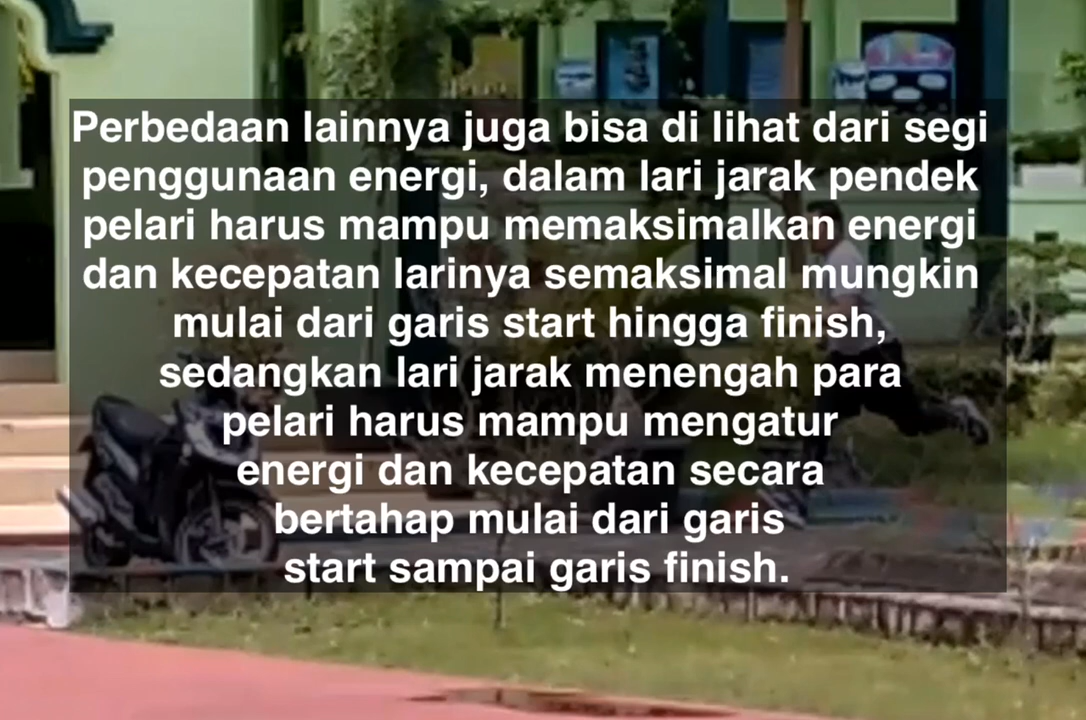 Perbedaan lainnya juga bisa di lihat dari segi
penggunaan energi, dalam lari jarak pendek
pelari harus mampu memaksimalkan energi
dan kecepatan larinya semaksimal mungkin
mulai dari garis start hingga finish,
sedangkan lari jarak menengah para
pelari harus mampu mengatur
energi dan kecepatan secara
bertahap mulai dari garis
start sampai garis finish.